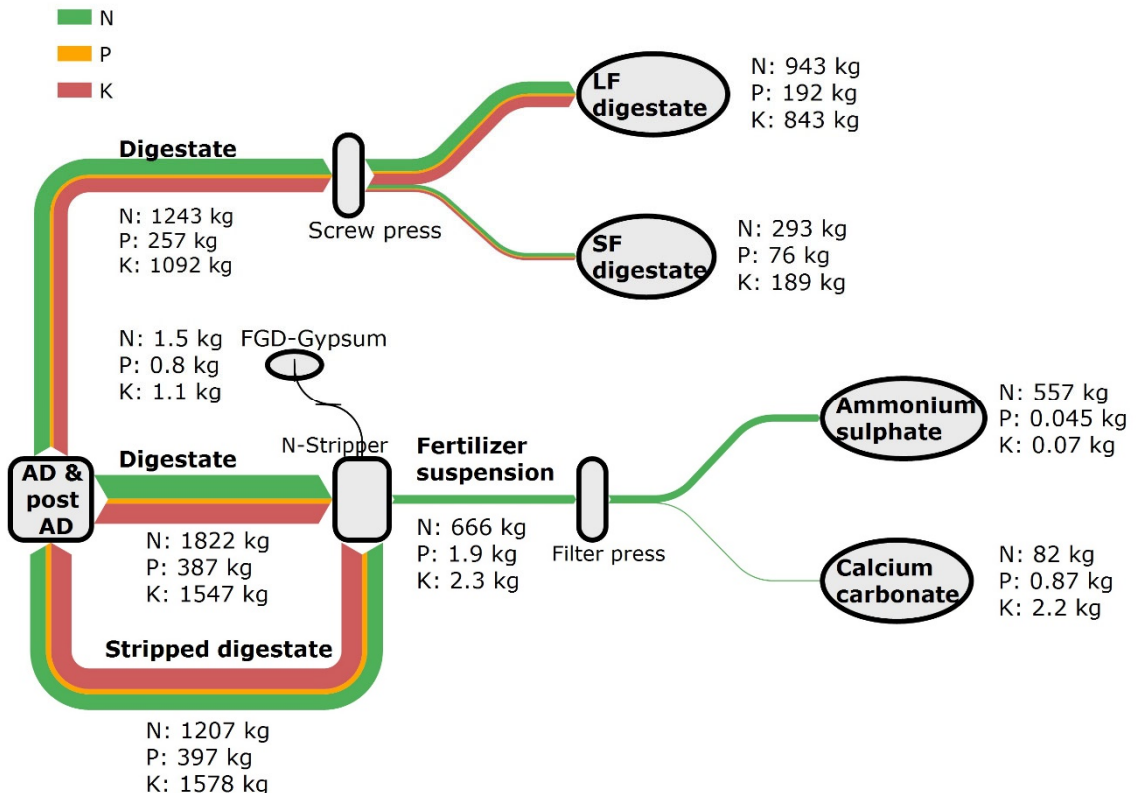 N
P
K
Digestate
N: 1243 kg
P: 257 kg
K: 1092 kg
Screw press
LF
digestate
N: 943 kg
P: 192 kg
K: 843 kg
SF
digestate
N: 293 kg
P: 76 kg
K: 189 kg
N: 1.5 kg
P: 0.8 kg
K: 1.1 kg
FGD-Gypsum
N-Stripper
AD &
post
AD
Digestate
N: 1822 kg
P: 387 kg
K: 1547 kg
Fertilizer
suspension
N: 666 kg
P: 1.9 kg
K: 2.3 kg
Filter press
Ammonium
sulphate
N: 557 kg
P: 0.045 kg
K: 0.07 kg
Calcium
carbonate
N: 82 kg
P: 0.87 kg
K: 2.2 kg
Stripped digestate
N: 1207 kg
P: 397 kg
K: 1578 kg